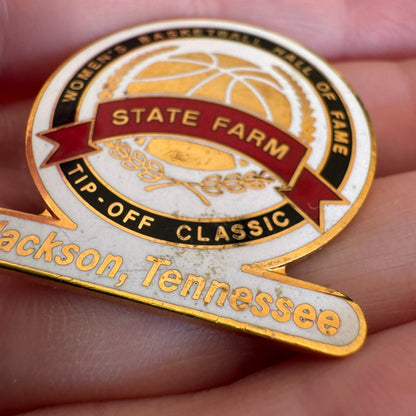 WOMEN'S BASKETBALL HALL OF FAME
STATE FARM
TIP-OFF CLASSIC
Jackson, Tennessee